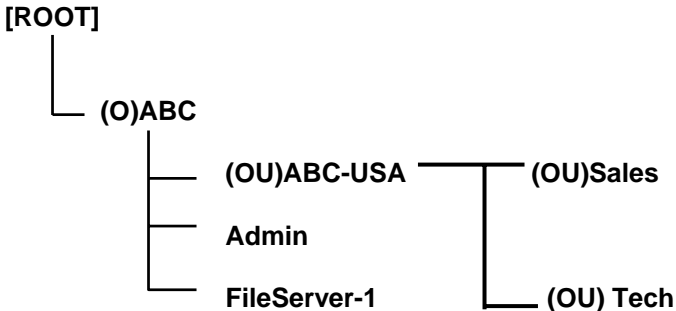 [ROOT]
(O)ABC
(OU)ABC-USA
(OU)Sales
Admin
FileServer-1
(OU) Tech